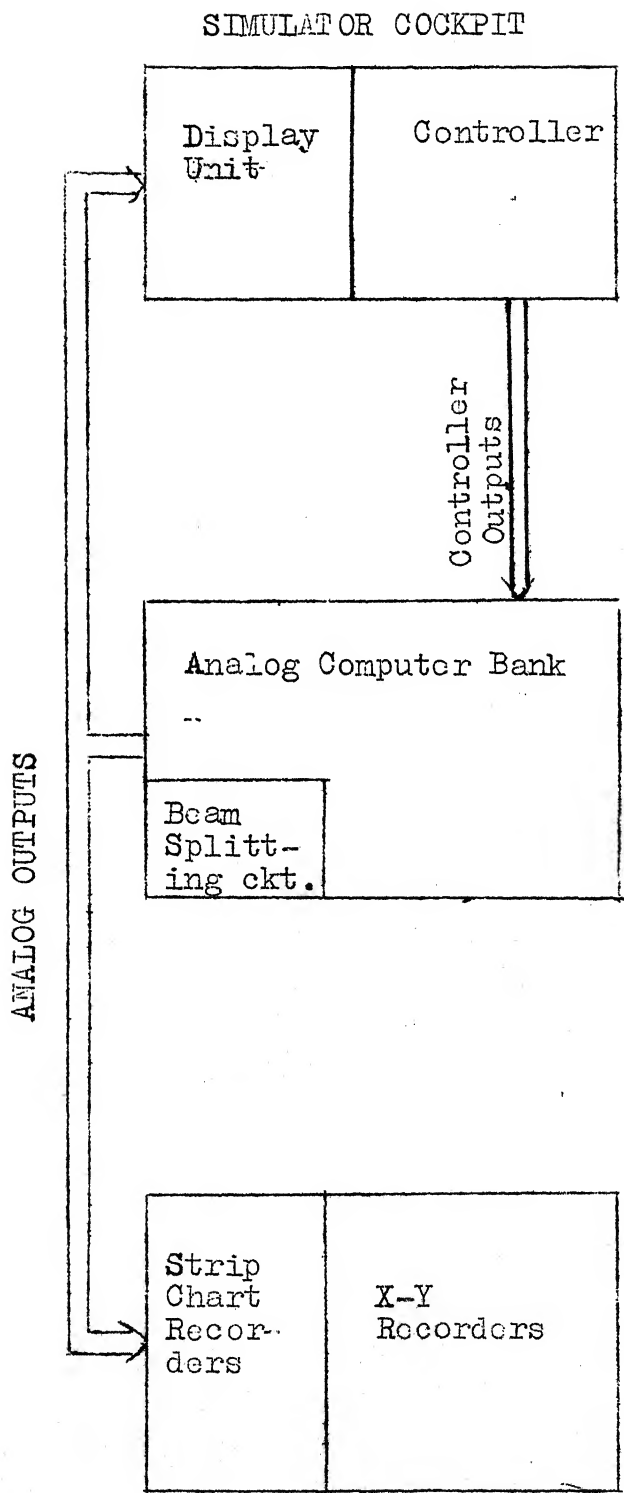 SIMULATOR COCKPIT
Display
Unit
Controller
Controller
Outputs
Analog Computer Bank
Beam
Splitt-
ing ckt.
ANALOG OUTPUTS
Strip
Chart
Recor-
ders
X-Y
Recorders